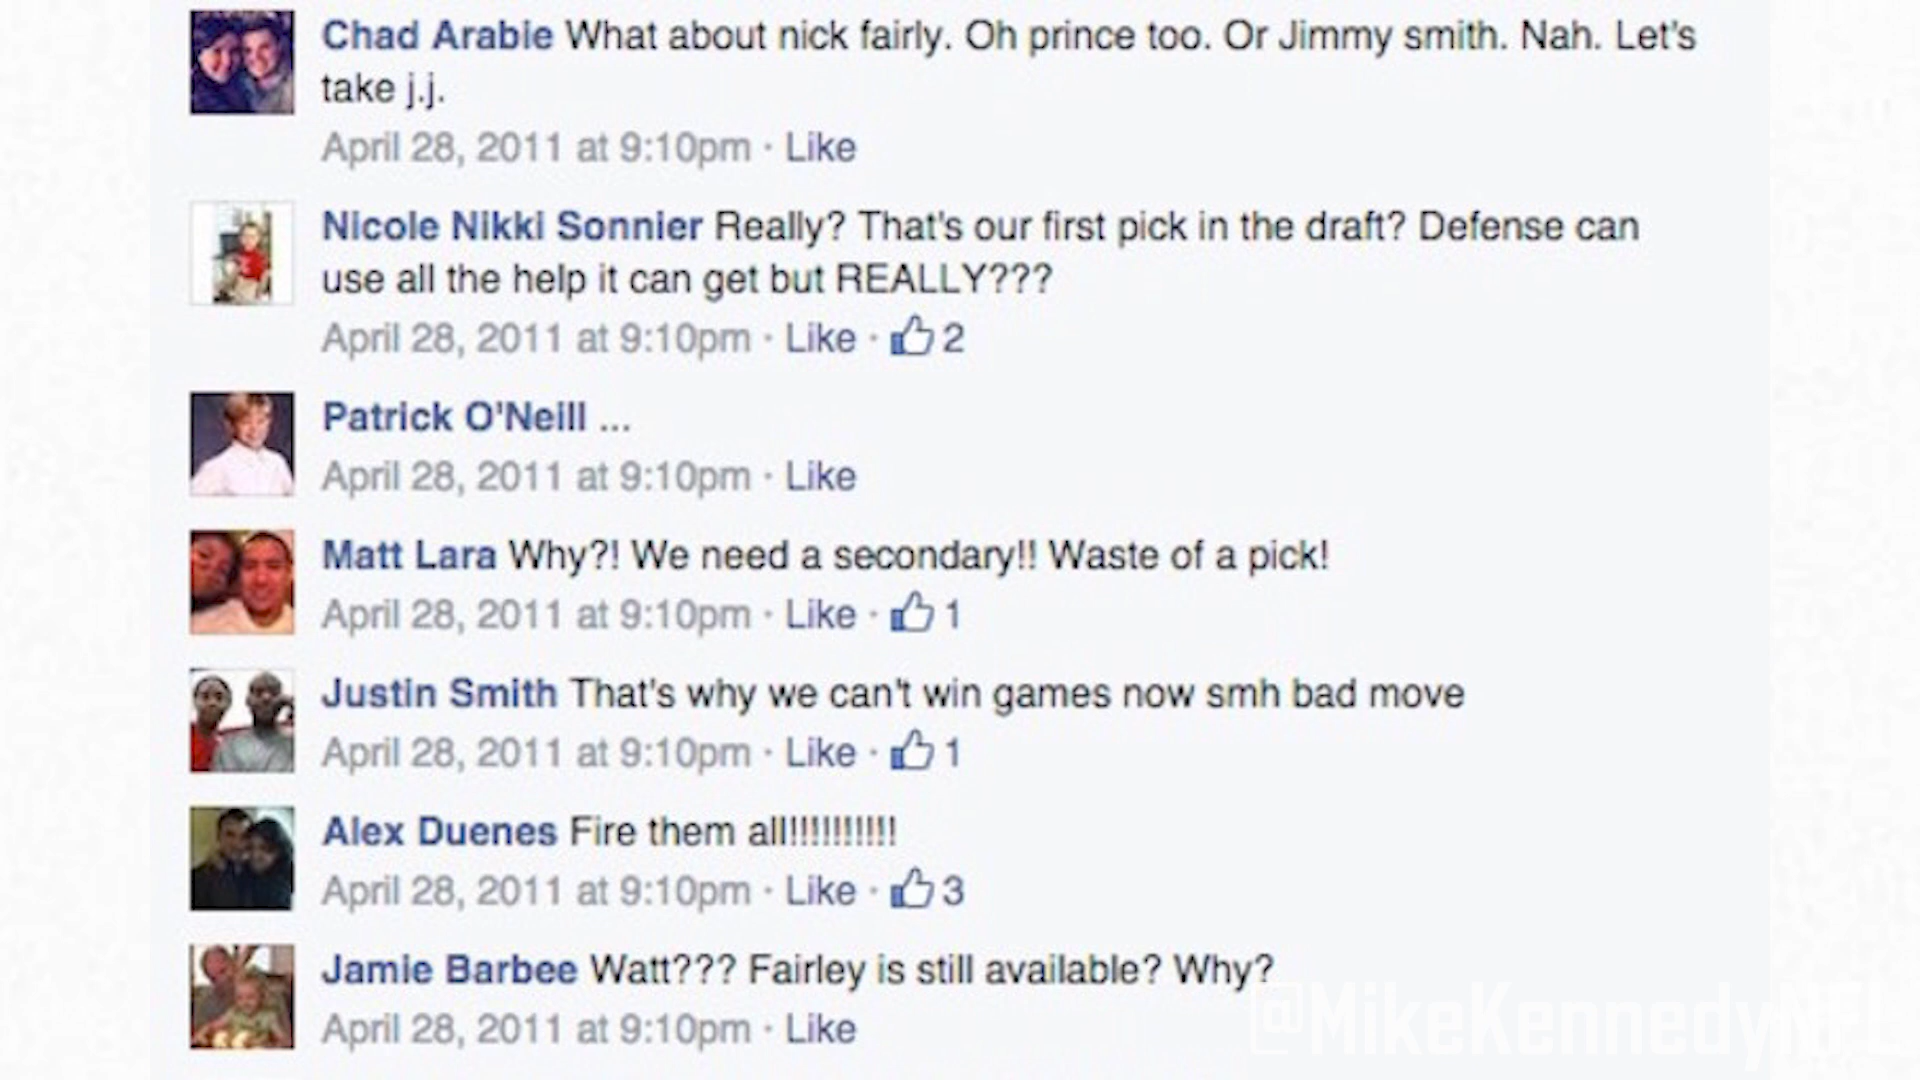 Chad Arabie What about nick fairly. Oh prince too. Or Jimmy smith. Nah. Let's
take j.j.
April 28, 2011 at 9:10pm · Like
Nicole Nikki Sonnier Really? That's our first pick in the draft? Defense can
use all the help it can get but REALLY???
April 28, 2011 at 9:10pm · Like · 2
Patrick O'Neill ...
April 28, 2011 at 9:10pm · Like
Matt Lara Why?! We need a secondary!! Waste of a pick!
April 28, 2011 at 9:10pm · Like · 1
Justin Smith That's why we can't win games now smh bad move
April 28, 2011 at 9:10pm · Like · 1
Alex Duenes Fire them all!!!!!!!!!!!
April 28, 2011 at 9:10pm · Like · 3
Jamie Barbee Watt??? Fairley is still available? Why?
April 28, 2011 at 9:10pm · Like
@MikeKennedyNFL